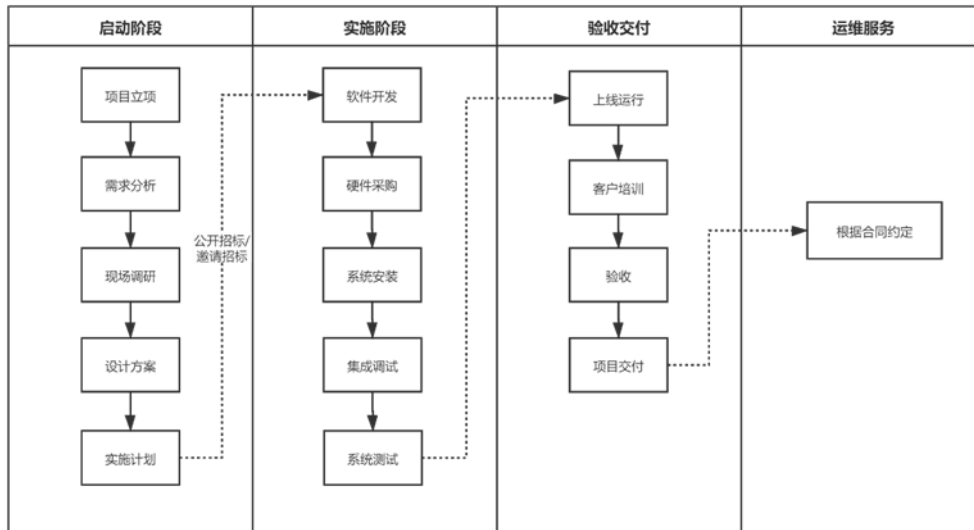 启动阶段
实施阶段
验收交付
运维服务
项目立项
需求分析
现场调研
设计方案
实施计划
公开招标/
邀请招标
软件开发
硬件采购
系统安装
集成调试
系统测试
上线运行
客户培训
验收
项目交付
根据合同约定